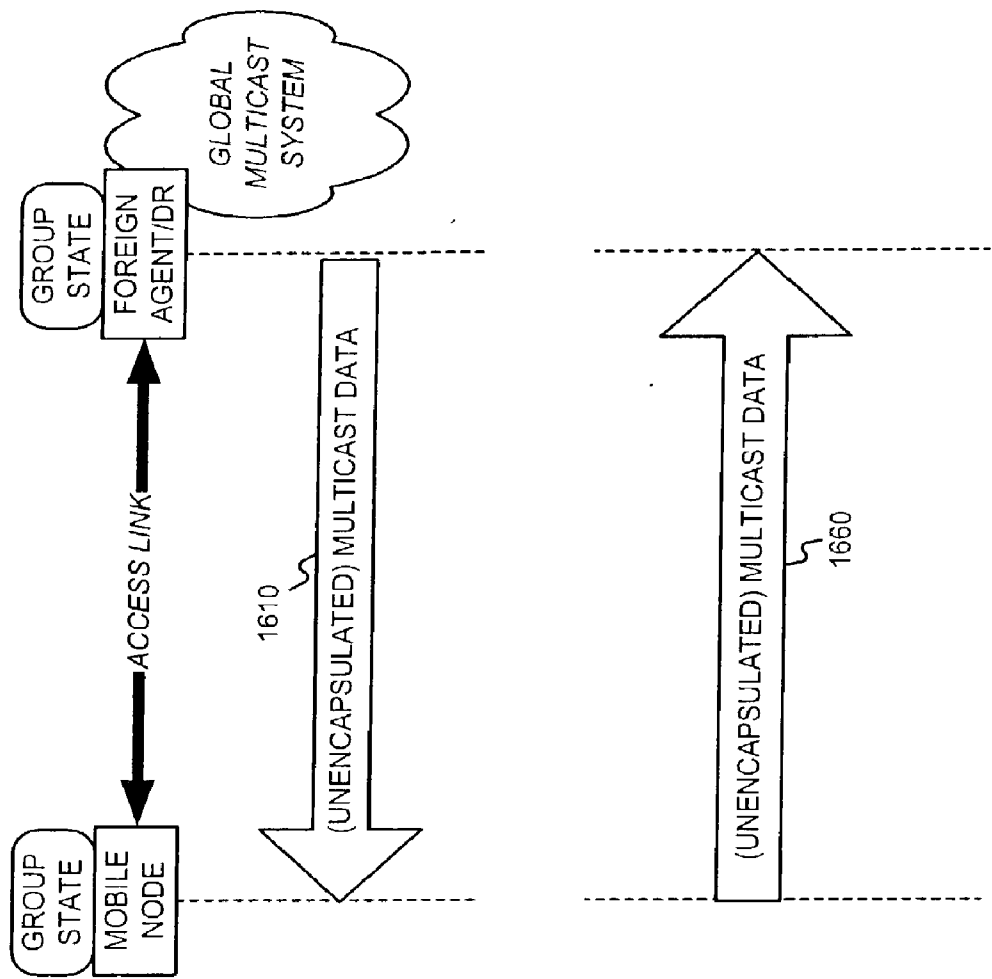 GROUP
STATE
MOBILE
NODE
ACCESS LINK
GROUP
STATE
FOREIGN
AGENT/DR
GLOBAL
MULTICAST
SYSTEM
1610
(UNENCAPSULATED) MULTICAST DATA
(UNENCAPSULATED) MULTICAST DATA
1660